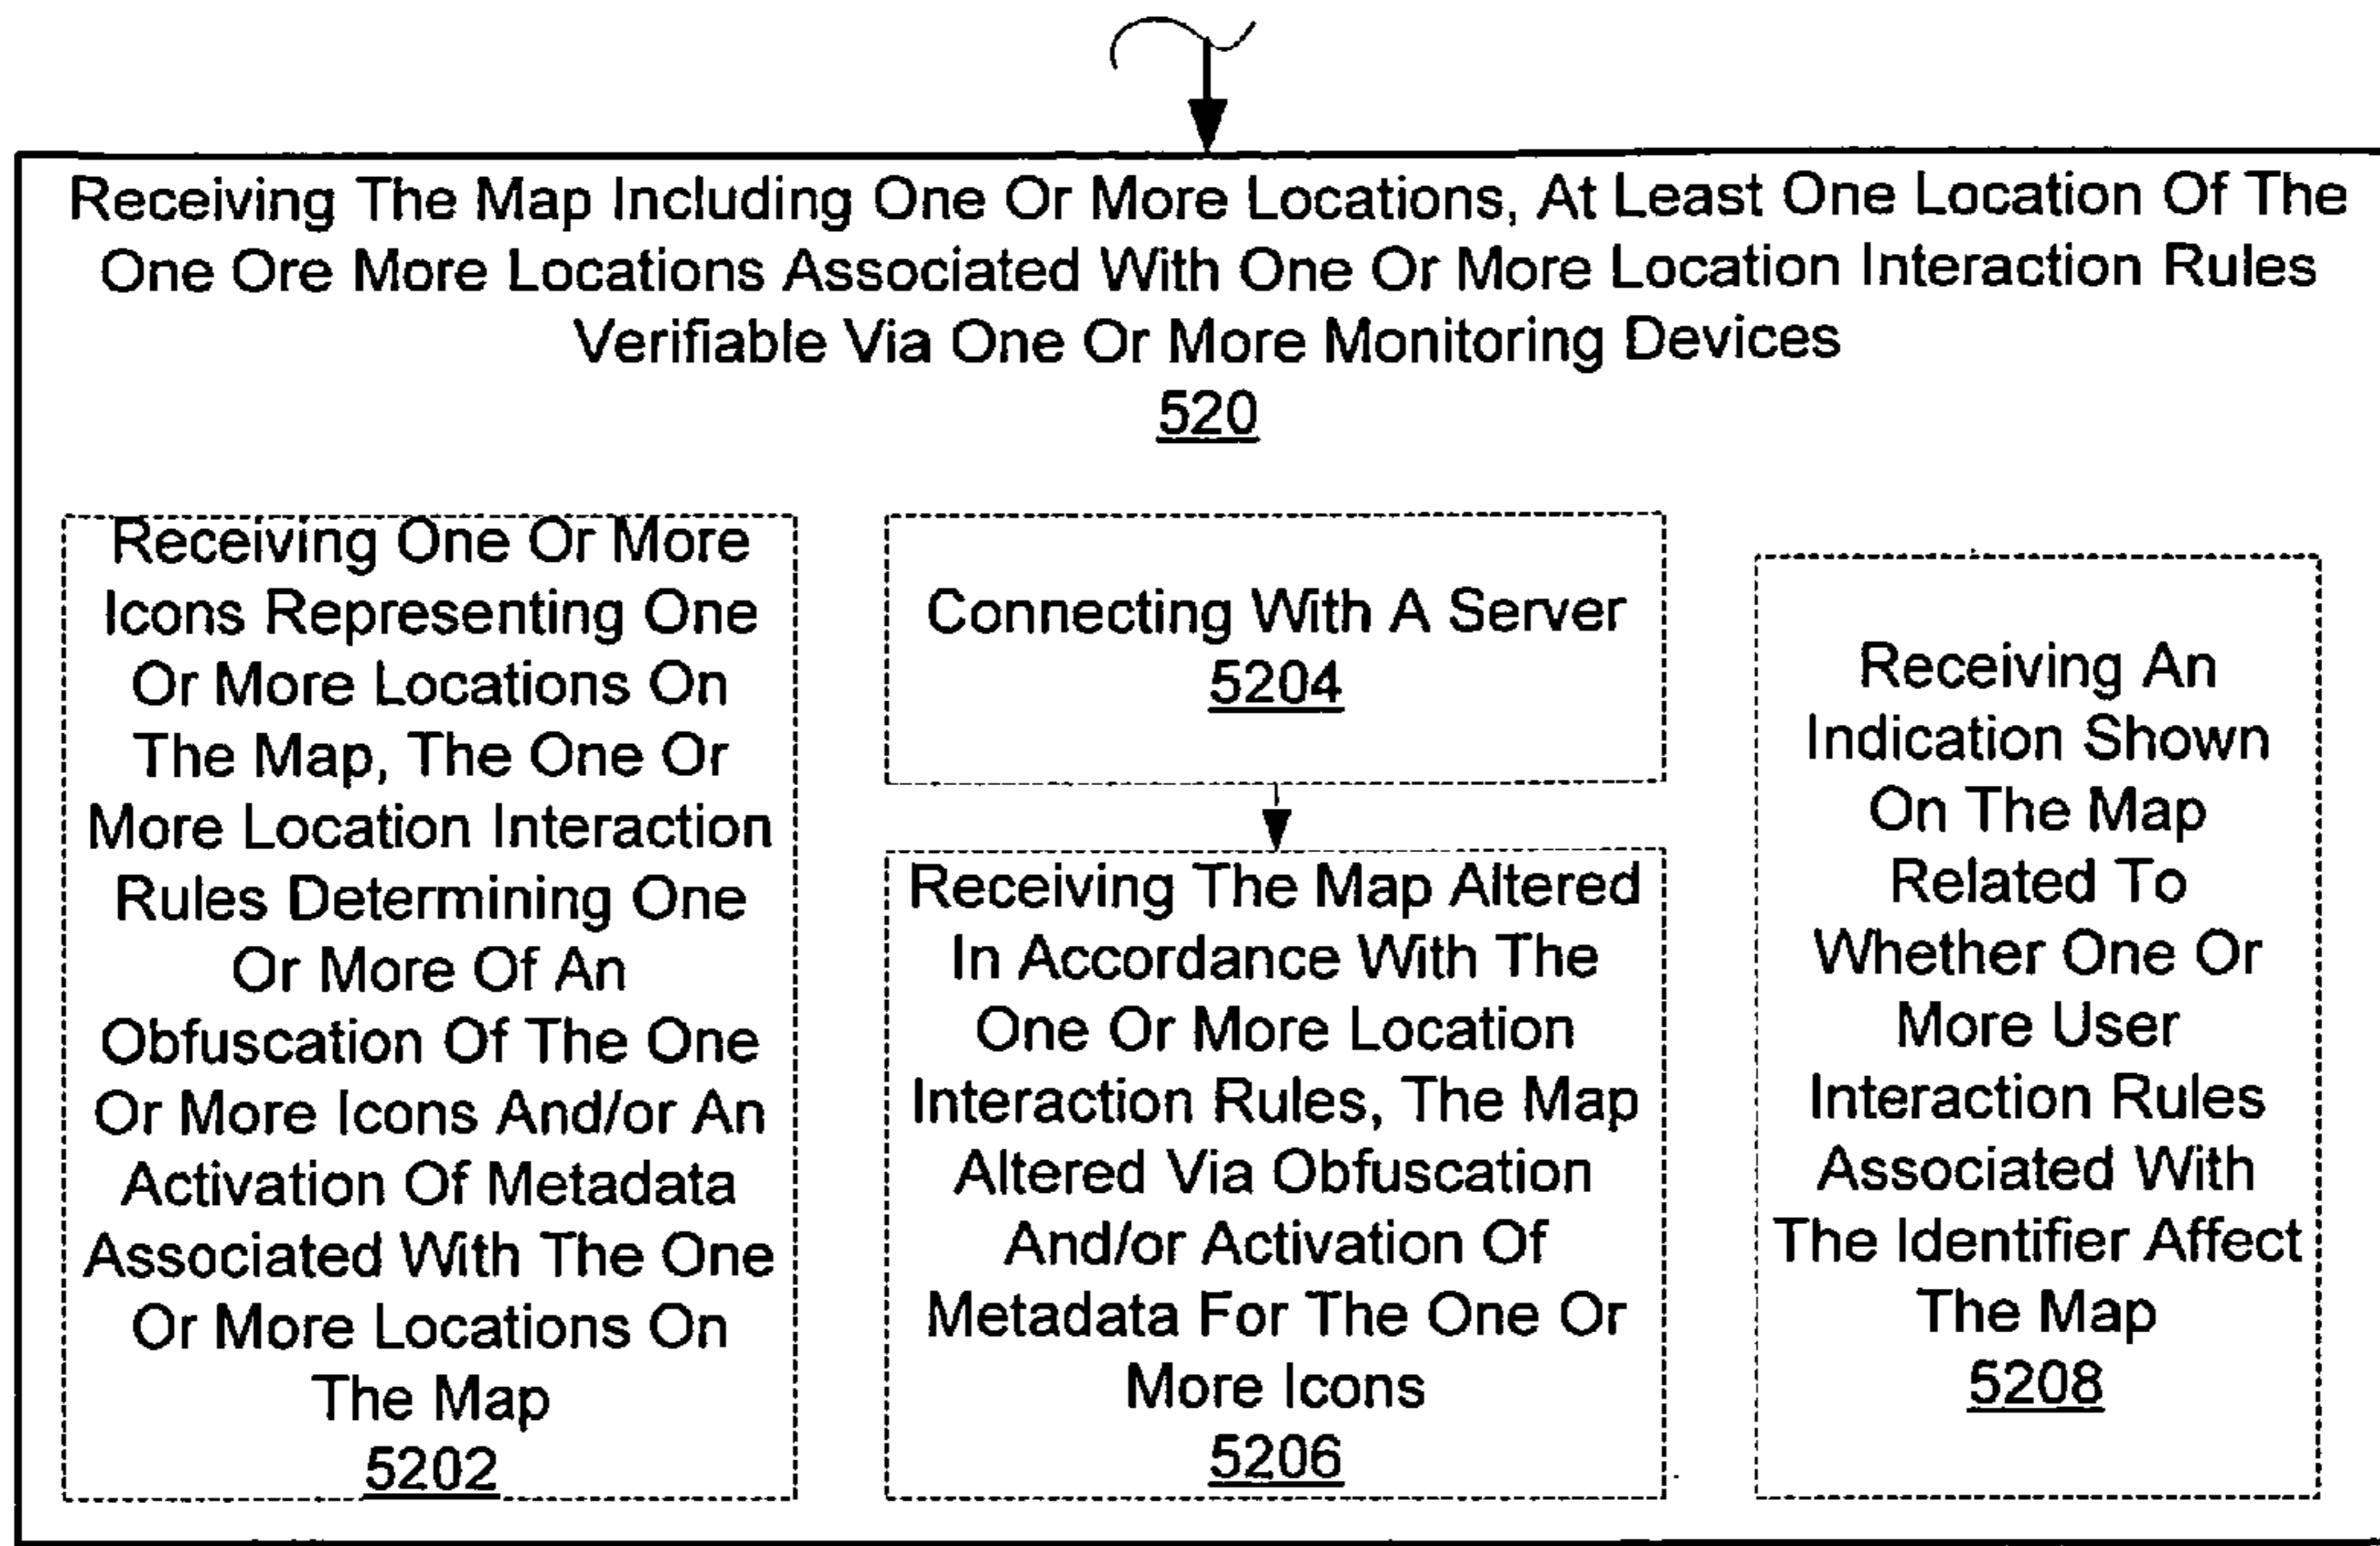 Receiving The Map Including One Or More Locations, At Least One Location Of The
One Ore More Locations Associated With One Or More Location Interaction Rules
Verifiable Via One Or More Monitoring Devices
520
Receiving One Or More
Icons Representing One
Or More Locations On
The Map, The One Or
More Location Interaction
Rules Determining One
Or More Of An
Obfuscation Of The One
Or More Icons And/or An
Activation Of Metadata
Associated With The One
Or More Locations On
The Map
5202
Connecting With A Server
5204
Receiving The Map Altered
In Accordance With The
One Or More Location
Interaction Rules, The Map
Altered Via Obfuscation
And/or Activation Of
Metadata For The One Or
More Icons
5206
Receiving An
Indication Shown
On The Map
Related To
Whether One Or
More User
Interaction Rules
Associated With
The Identifier Affect
The Map
5208